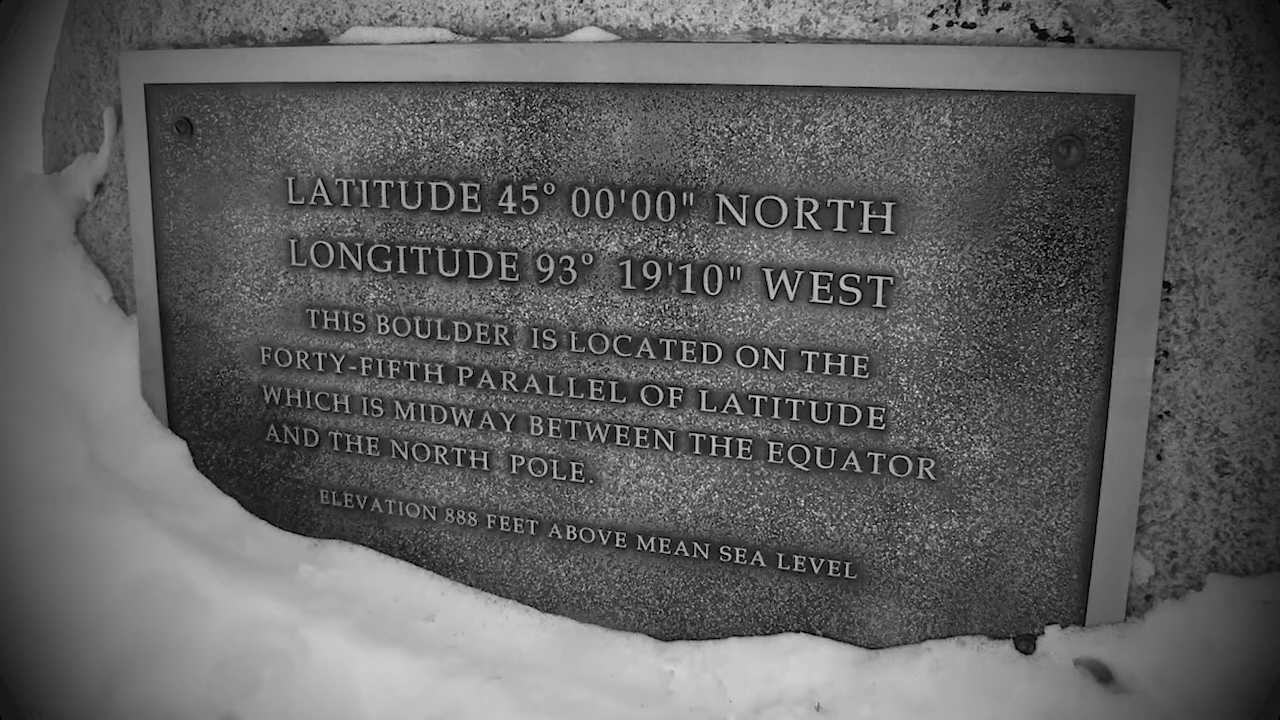 LATITUDE 45° 00'00" NORTH
LONGITUDE 93° 19'10" WEST
THIS BOULDER IS LOCATED ON THE
FORTY-FIFTH PARALLEL OF LATITUDE
WHICH IS MIDWAY BETWEEN THE EQUATOR
AND THE NORTH POLE.
ELEVATION 888 FEET ABOVE MEAN SEA LEVEL